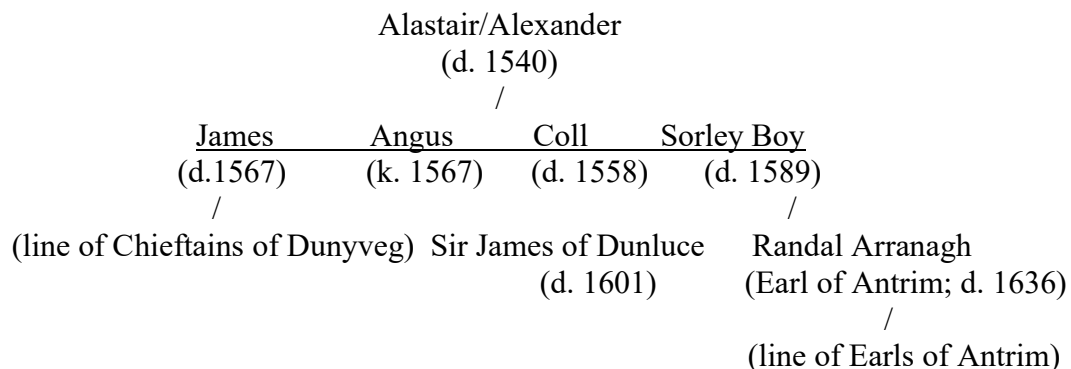 Alastair/Alexander
(d. 1540)
/
James Angus Coll Sorley Boy
(d.1567) (k. 1567) (d. 1558) (d. 1589)
/ /
(line of Chieftains of Dunyveg) Sir James of Dunluce Randal Arranagh
(d. 1601) (Earl of Antrim; d. 1636)
/
(line of Earls of Antrim)